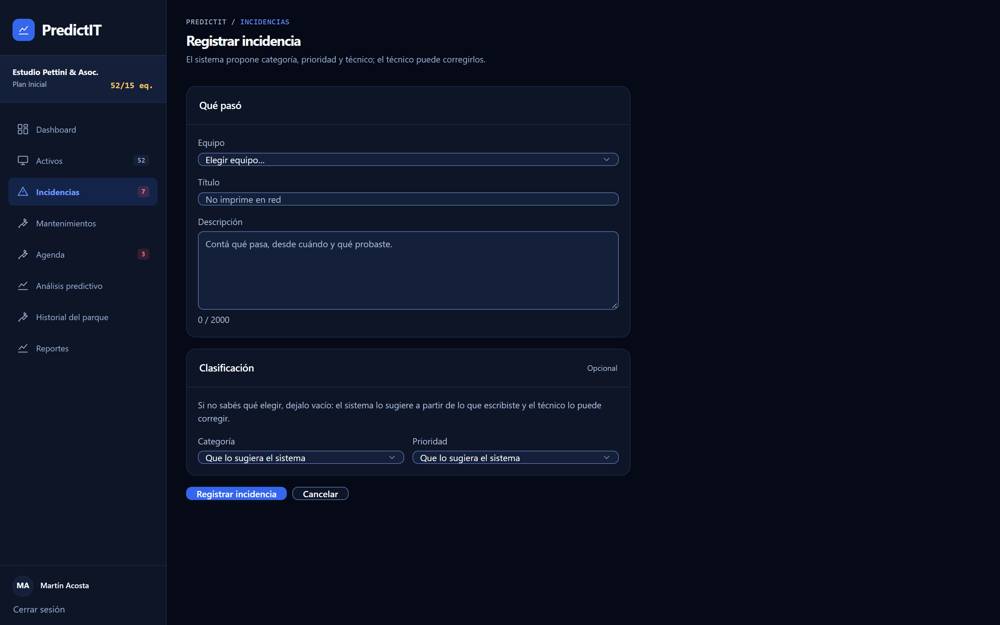 PredictIT
Estudio Pettini & Asoc.
Plan Inicial
52/15 eq.
Dashboard
Activos
52
Incidencias
7
Mantenimientos
Agenda
3
Análisis predictivo
Historial del parque
Reportes
MA
Martín Acosta
Cerrar sesión
PREDICTIT / INCIDENCIAS
Registrar incidencia
El sistema propone categoría, prioridad y técnico; el técnico puede corregirlos.
Qué pasó
Equipo
Elegir equipo...
Título
No imprime en red
Descripción
Contá qué pasa, desde cuándo y qué probaste.
0 / 2000
Clasificación
Opcional
Si no sabés qué elegir, dejalo vacío: el sistema lo sugiere a partir de lo que escribiste y el técnico lo puede
corregir.
Categoría
Prioridad
Que lo sugiera el sistema
Que lo sugiera el sistema
Registrar incidencia
Cancelar